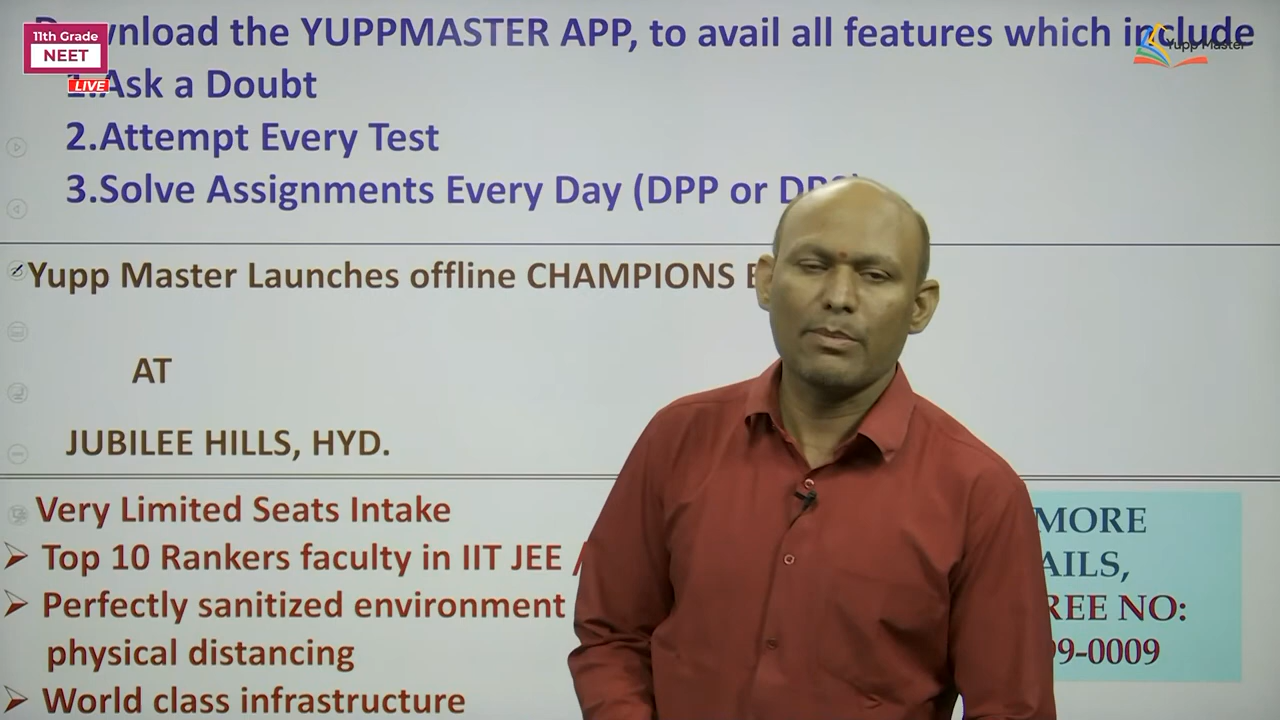 11th Grade
NEET
LIVE
Yupp Master
the YUPPMASTER APP, to avail all features which include
1.Ask a Doubt
2.Attempt Every Test
3.Solve Assignments Every Day (DPP or
Yupp Master Launches offline CHAMPIONS
AT
JUBILEE HILLS, HYD.
Very Limited Seats Intake
Top 10 Rankers faculty in IIT JEE /
Perfectly sanitized environment
physical distancing
World class infrastructure
MORE
AILS,
REE NO:
99-0009